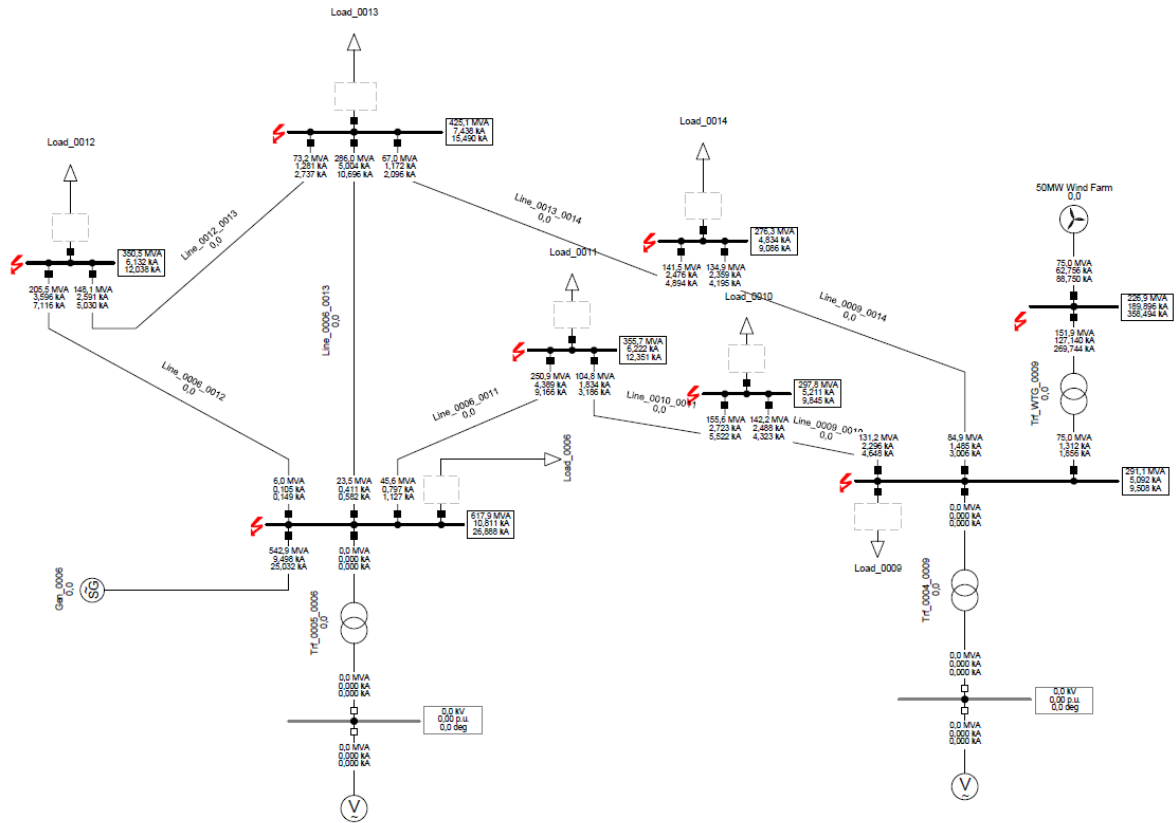 Load_0013
425,1 MVA
7,438 kA
15,490 kA
73,2 MVA
1,281 kA
2,737 kA
286,0 MVA
5,004 kA
10,696 kA
67,0 MVA
1,172 kA
2,096 kA
Load_0012
350,5 MVA
6,132 kA
12,038 kA
205,5 MVA
3,596 kA
7,116 kA
148,1 MVA
2,591 kA
5,030 kA
Line_0012_0013
0,0
Line_0006_0013
0,0
Line_0013_0014
0,0
Load_0014
276,3 MVA
4,834 kA
9,086 kA
141,5 MVA
2,476 kA
4,894 kA
134,9 MVA
2,359 kA
4,195 kA
Line_0009_0014
0,0
50MW Wind Farm
0,0
75,0 MVA
62,756 kA
88,750 kA
226,9 MVA
189,896 kA
358,494 kA
151,9 MVA
127,140 kA
269,744 kA
Trf_WTG_0009
0,0
75,0 MVA
1,312 kA
1,856 kA
Load_0011
355,7 MVA
6,222 kA
12,351 kA
250,9 MVA
4,389 kA
9,166 kA
104,8 MVA
1,834 kA
3,186 kA
Load_0010
297,8 MVA
5,211 kA
9,845 kA
155,6 MVA
2,723 kA
5,522 kA
142,2 MVA
2,488 kA
4,323 kA
Line_0006_0012
0,0
Line_0006_0011
0,0
Line_0010_0011
0,0
0,0
131,2 MVA
2,296 kA
4,648 kA
84,9 MVA
1,485 kA
3,006 kA
291,1 MVA
5,092 kA
9,508 kA
Load_0006
6,0 MVA
0,105 kA
0,149 kA
23,5 MVA
0,411 kA
0,582 kA
45,6 MVA
0,797 kA
1,127 kA
617,9 MVA
10,811 kA
26,888 kA
542,9 MVA
9,498 kA
25,032 kA
0,0 MVA
0,000 kA
0,000 kA
Gen_0006
0,0
SG
Trf_0005_0006
0,0
0,0 MVA
0,000 kA
0,000 kA
0,0 kV
0,00 p.u.
0,0 deg
0,0 MVA
0,000 kA
0,000 kA
V
Load_0009
0,0 MVA
0,000 kA
0,000 kA
Trf_0004_0009
0,0
0,0 MVA
0,000 kA
0,000 kA
0,0 kV
0,00 p.u.
0,0 deg
0,0 MVA
0,000 kA
0,000 kA
V